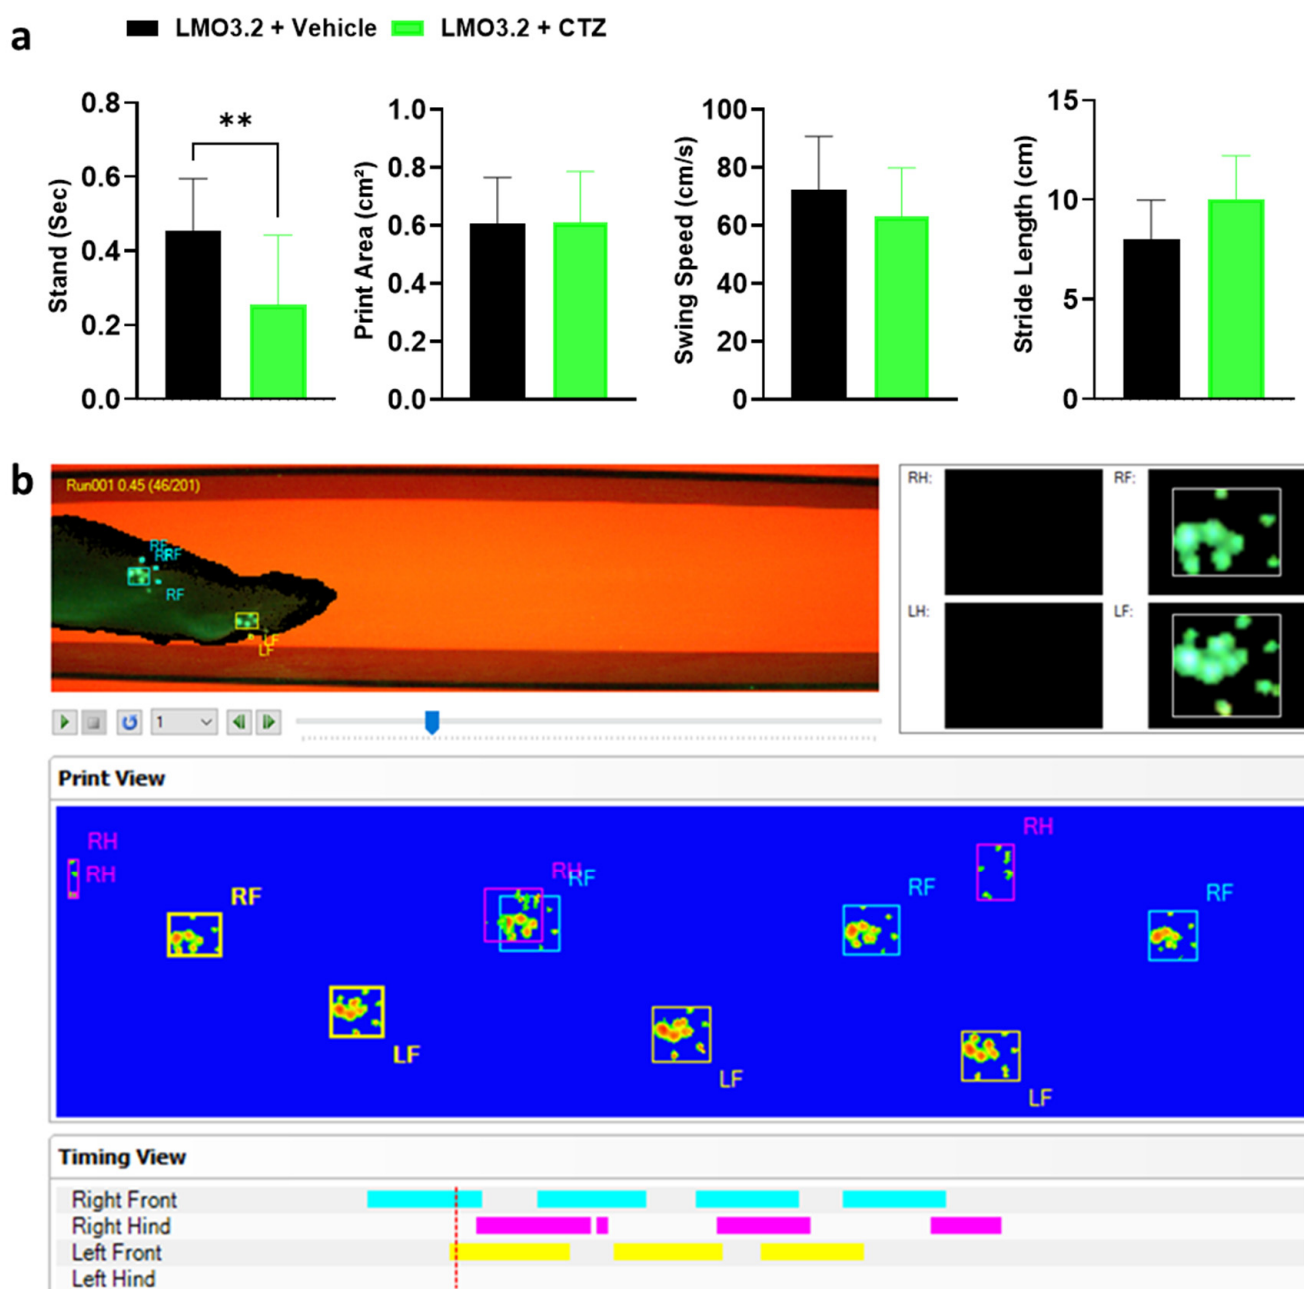 a
LMO3.2 + Vehicle
LMO3.2 + CTZ
Stand (Sec)
0.8
0.6
0.4
0.2
0.0
**
Print Area (cm²)
1.0
0.8
0.6
0.4
0.2
0.0
Swing Speed (cm/s)
100
80
60
40
20
0
Stride Length (cm)
15
10
5
0
b
Run001 0.45 (46/201)
RF
RF
RF
RF
LF
LF
1
RH:
RF:
LH:
LF:
Print View
RH
RH
RF
LF
RH
RF
LF
RF
RH
LF
RF
Timing View
Right Front
Right Hind
Left Front
Left Hind